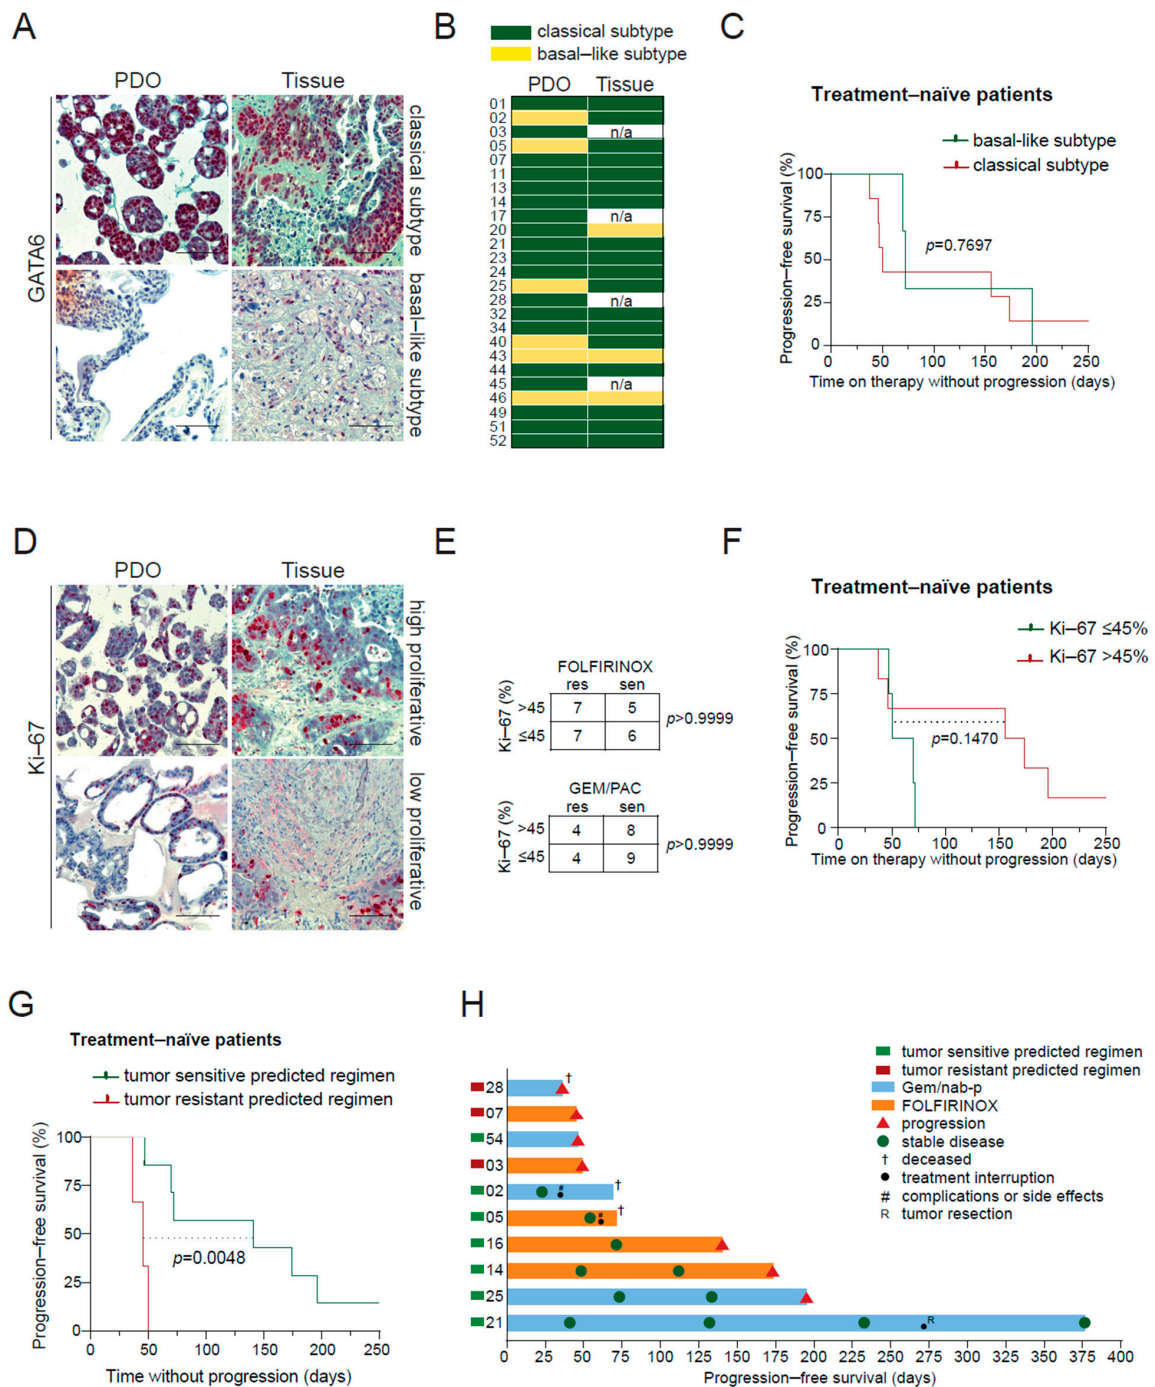 A
PDO
Tissue
GATA6
classical subtype
basal–like subtype
B
classical subtype
basal–like subtype
PDO
Tissue
01
02
03 n/a
05
07
11
13
14
17 n/a
20
21
23
24
25
28 n/a
32
34
40
43
44
45 n/a
46
49
51
52
C
Treatment–naïve patients
basal-like subtype
classical subtype
Progression–free survival (%)
100
75
50
25
0
p=0.7697
0 50 100 150 200 250
Time on therapy without progression (days)
D
PDO
Tissue
Ki–67
high proliferative
low proliferative
E
FOLFIRINOX
res sen
Ki–67 (%)
>45 7 5
≤45 7 6
p>0.9999
GEM/PAC
res sen
Ki–67 (%)
>45 4 8
≤45 4 9
p>0.9999
F
Treatment–naïve patients
Ki–67 ≤45%
Ki–67 >45%
Progression–free survival (%)
100
75
50
25
0
p=0.1470
0 50 100 150 200 250
Time on therapy without progression (days)
G
Treatment–naïve patients
tumor sensitive predicted regimen
tumor resistant predicted regimen
Progression–free survival (%)
100
75
50
25
0
p=0.0048
0 50 100 150 200 250
Time without progression (days)
H
tumor sensitive predicted regimen
tumor resistant predicted regimen
Gem/nab-p
FOLFIRINOX
progression
stable disease
† deceased
treatment interruption
# complications or side effects
R tumor resection
28 †
07
54
03
02 # †
05 # †
16
14
25
21 R
0 25 50 75 100 125 150 175 200 225 250 275 300 325 350 375 400
Progression–free survival (days)